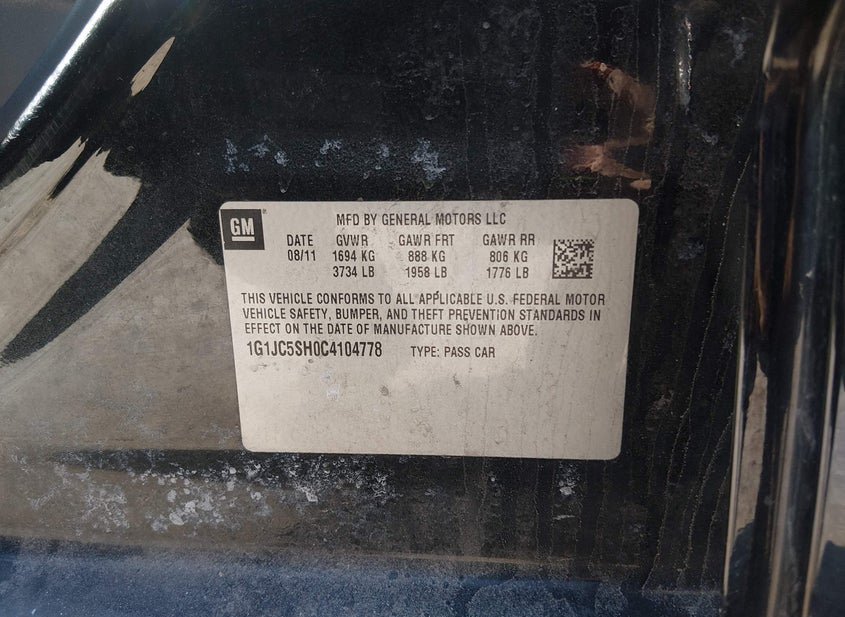 GM
MFD BY GENERAL MOTORS LLC
DATE GVWR GAWR FRT GAWR RR
08/11 1694 KG 888 KG 806 KG
3734 LB 1958 LB 1776 LB
THIS VEHICLE CONFORMS TO ALL APPLICABLE U.S. FEDERAL MOTOR
VEHICLE SAFETY, BUMPER, AND THEFT PREVENTION STANDARDS IN
EFFECT ON THE DATE OF MANUFACTURE SHOWN ABOVE.
1G1JC5SH0C4104778 TYPE: PASS CAR